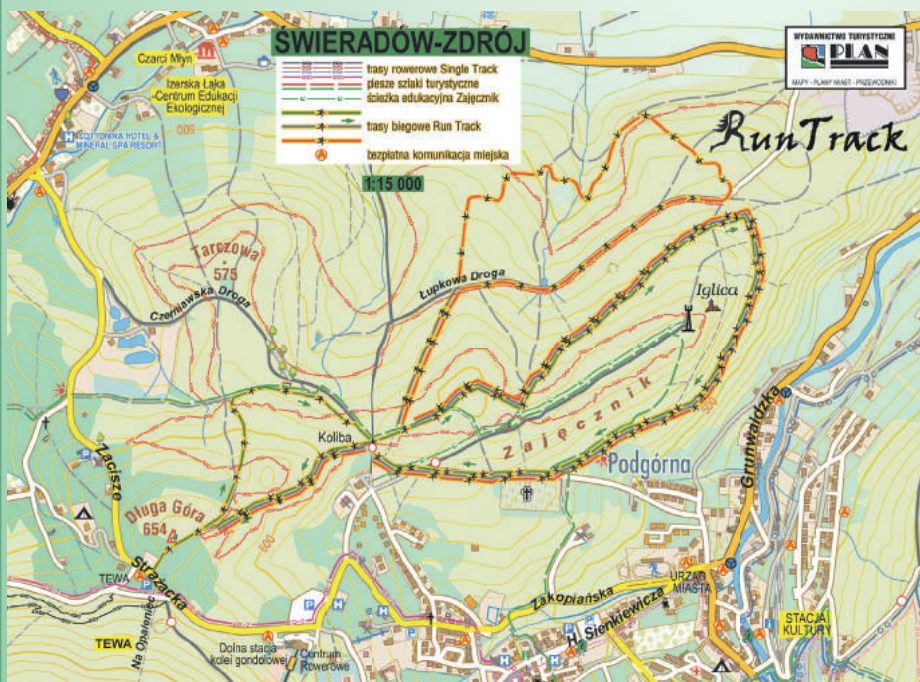 ŚWIERADÓW-ZDRÓJ
trasy rowerowe Single Track
piesze szlaki turystyczne
ścieżka edukacyjna Zajęcznik
trasy biegowe Run Track
bezpłatna komunikacja miejska
1:15 000
WYDAWNICTWO TURYSTYCZNE
PLAN
MAPY - PLANY MIAST - PRZEWODNIKI
RunTrack
Czarci Młyn
Izerska Łąka
-Centrum Edukacji
Ekologicznej
COTTONINA HOTEL &
MINERAL SPA RESORT
500
Tarczowa
575
Czerniawska Droga
Łupkowa Droga
Iglica
Zajęcznik
Koliba
500
Podgórna
Grunwaldzka
Zacisze
Długa Góra
654
600
TEWA
Strażacka
TEWA
Na Opaleniec
Dolna stacja
kolei gondolowej
Centrum
Rowerowe
Zakopiańska
H. Sienkiewicza
URZĄD
MIASTA
STACJA
KULTURY